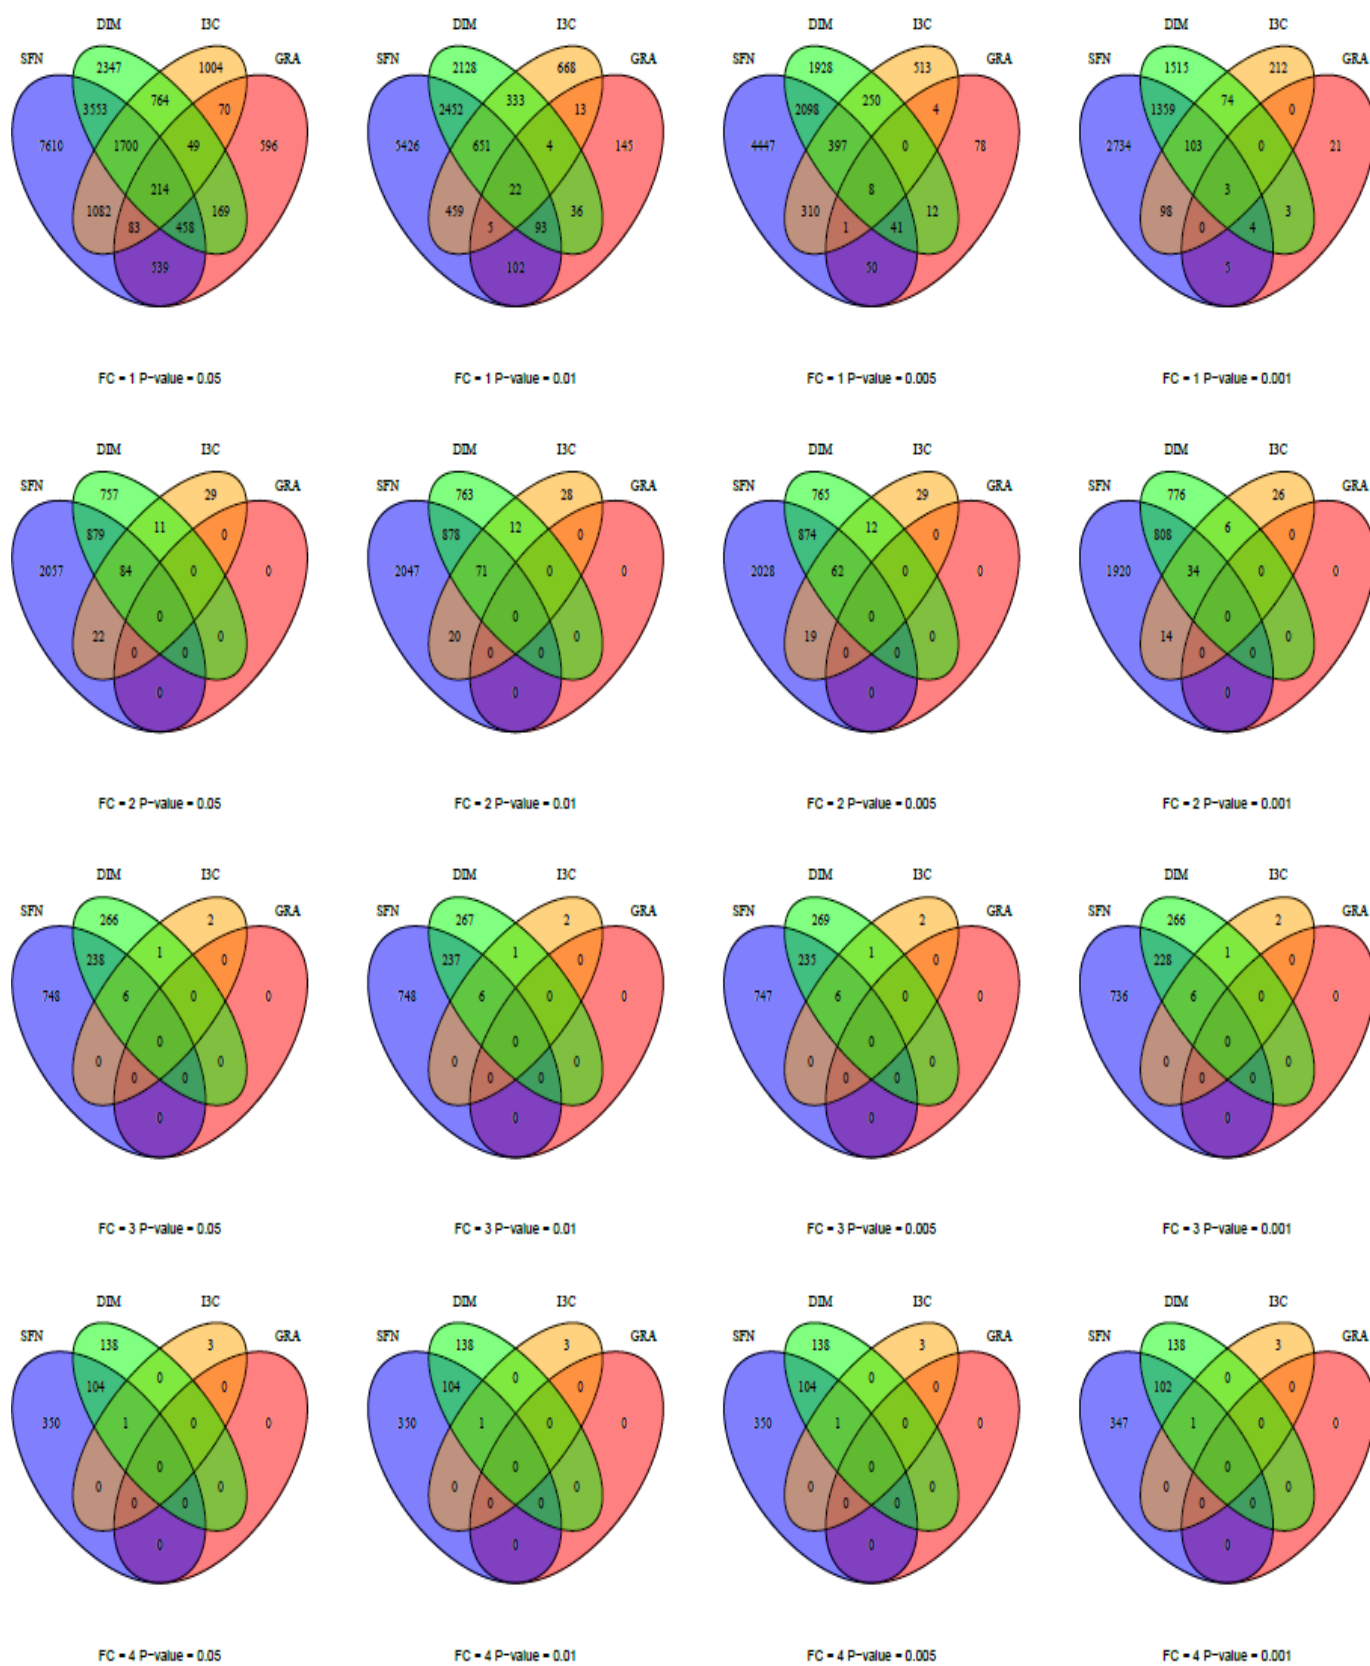 DIM I3C DIM I3C DIM I3C DIM I3C
SFN GRA SFN GRA SFN GRA SFN GRA
2347 1004 2128 668 1928 513 1515 212
3553 764 70 2452 333 13 2098 250 4 1359 74 0
7610 1700 49 596 5426 651 4 145 4447 397 0 78 2734 103 0 21
214 22 8 3
1082 169 459 36 310 12 98 3
83 458 5 93 1 41 0 4
539 102 50 5
FC = 1 P-value = 0.05 FC = 1 P-value = 0.01 FC = 1 P-value = 0.005 FC = 1 P-value = 0.001
DIM I3C DIM I3C DIM I3C DIM I3C
SFN GRA SFN GRA SFN GRA SFN GRA
757 29 763 28 765 29 776 26
879 11 0 878 12 0 874 12 0 808 6 0
2057 84 0 0 2047 71 0 0 2028 62 0 0 1920 34 0 0
0 0 0 0
22 0 20 0 19 0 14 0
0 0 0 0 0 0 0 0
0 0 0 0
FC = 2 P-value = 0.05 FC = 2 P-value = 0.01 FC = 2 P-value = 0.005 FC = 2 P-value = 0.001
DIM I3C DIM I3C DIM I3C DIM I3C
SFN GRA SFN GRA SFN GRA SFN GRA
266 2 267 2 269 2 266 2
238 1 0 237 1 0 235 1 0 228 1 0
748 6 0 0 748 6 0 0 747 6 0 0 736 6 0 0
0 0 0 0
0 0 0 0 0 0 0 0
0 0 0 0 0 0 0 0
0 0 0 0
FC = 3 P-value = 0.05 FC = 3 P-value = 0.01 FC = 3 P-value = 0.005 FC = 3 P-value = 0.001
DIM I3C DIM I3C DIM I3C DIM I3C
SFN GRA SFN GRA SFN GRA SFN GRA
138 3 138 3 138 3 138 3
104 0 0 104 0 0 104 0 0 102 0 0
350 1 0 0 350 1 0 0 350 1 0 0 347 1 0 0
0 0 0 0
0 0 0 0 0 0 0 0
0 0 0 0 0 0 0 0
0 0 0 0
FC = 4 P-value = 0.05 FC = 4 P-value = 0.01 FC = 4 P-value = 0.005 FC = 4 P-value = 0.001